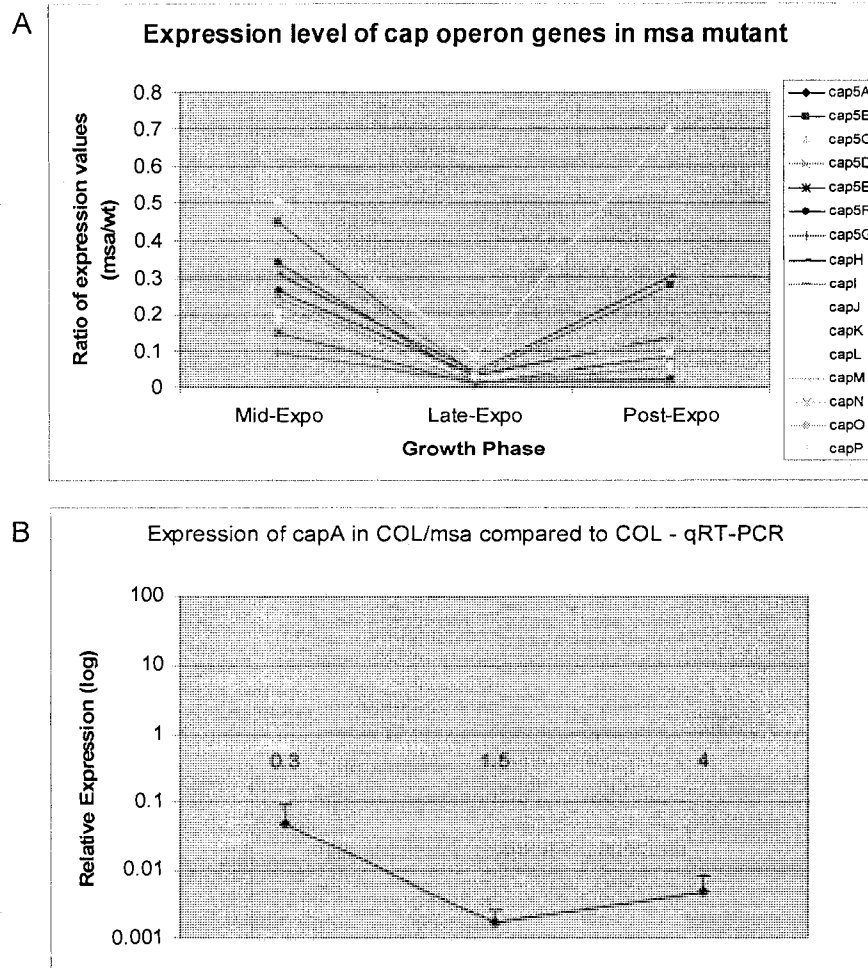 A
Expression level of cap operon genes in msa mutant
Ratio of expression values
(msa/wt)
0.8
0.7
0.6
0.5
0.4
0.3
0.2
0.1
0
Mid-Expo Late-Expo Post-Expo
Growth Phase
cap5A
cap5B
cap5C
cap5D
cap5E
cap5F
cap5G
capH
capI
capJ
capK
capL
capM
capN
capO
capP
B
Expression of capA in COL/msa compared to COL - qRT-PCR
Relative Expression (log)
100
10
1
0.1
0.01
0.001
0.3 1.5 4